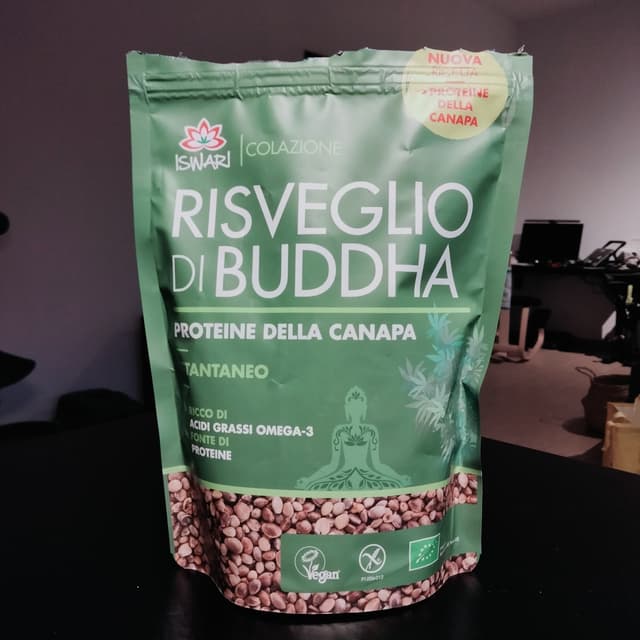 NUOVA
RICETTA
PROTEINE
DELLA
CANAPA
ISWARI
COLAZIONE
RISVEGLIO
DI BUDDHA
PROTEINE DELLA CANAPA
TANTANEO
RICCO DI
ACIDI GRASSI OMEGA-3
FONTE DI
PROTEINE
Vegan